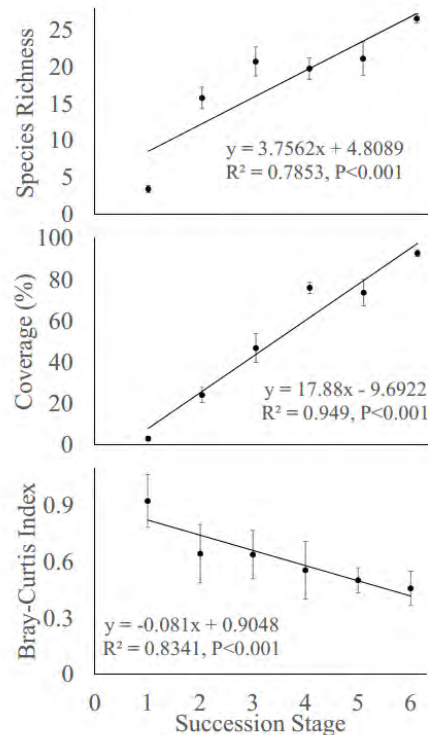 Species Richness
25
20
15
10
5
0
y = 3.7562x + 4.8089
R² = 0.7853, P<0.001
Coverage (%)
100
80
60
40
20
0
y = 17.88x - 9.6922
R² = 0.949, P<0.001
Bray-Curtis Index
0.9
0.6
0.3
0
y = -0.081x + 0.9048
R² = 0.8341, P<0.001
0 1 2 3 4 5 6
Succession Stage